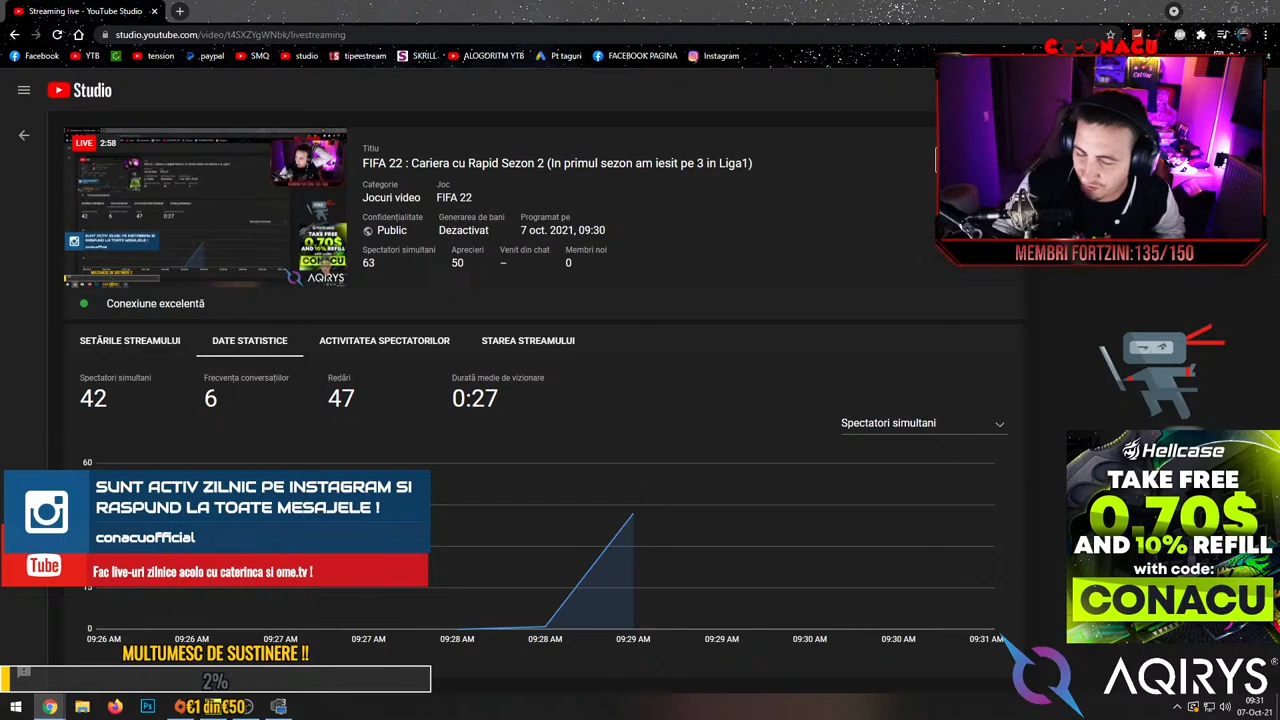 Streaming live - YouTube Studio
studio.youtube.com/video/t4SXZYgWNbk/livestreaming
Facebook
YTB
tension
.paypal
SMQ
studio
tipeestream
SKRILL
ALOGORITM YTB
Pt taguri
FACEBOOK PAGINA
Instagram
COONACU
Studio
LIVE 2:58
Titlu
FIFA 22 : Cariera cu Rapid Sezon 2 (In primul sezon am iesit pe 3 in Liga1)
Categorie Joc
Jocuri video FIFA 22
Confidențialitate Generarea de bani Programat pe
Public Dezactivat 7 oct. 2021, 09:30
Spectatori simultani Aprecieri Venit din chat Membri noi
63 50 – 0
MEMBRI FORTZINI:135/150
Conexiune excelentă
SETĂRILE STREAMULUI DATE STATISTICE ACTIVITATEA SPECTATORILOR STAREA STREAMULUI
Spectatori simultani Frecvența conversațiilor Redări Durată medie de vizionare
42 6 47 0:27
Spectatori simultani
60
15
0
09:26 AM 09:26 AM 09:27 AM 09:27 AM 09:28 AM 09:28 AM 09:29 AM 09:29 AM 09:30 AM 09:30 AM 09:31 AM
SUNT ACTIV ZILNIC PE INSTAGRAM SI
RASPUND LA TOATE MESAJELE !
conacuofficial
Tube
Fac live-uri zilnice acolo cu caterinca si ome.tv !
Hellcase
TAKE FREE
0,70$
AND 10% REFILL
with code:
CONACU
MULTUMESC DE SUSTINERE !!
2%
€1 din €50
AQIRYS
09:31
07-Oct-21